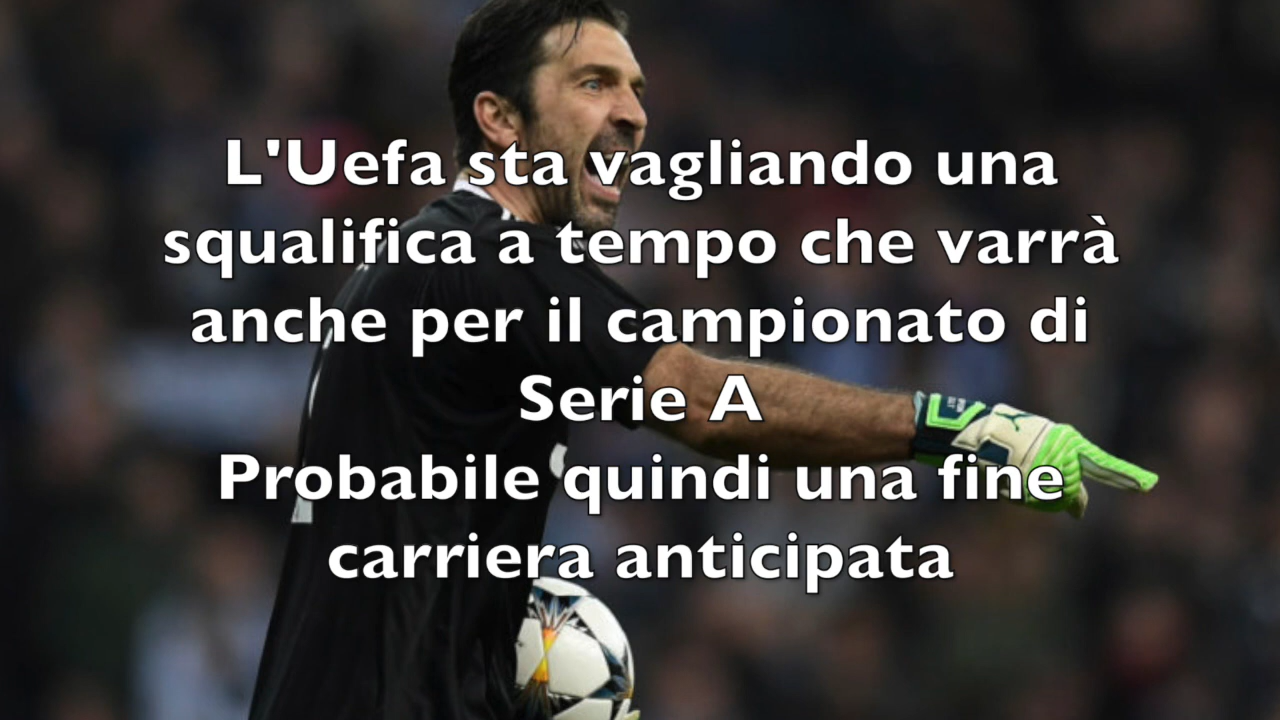 L'Uefa sta vagliando una
squalifica a tempo che varrà
anche per il campionato di
Serie A
Probabile quindi una fine
carriera anticipata